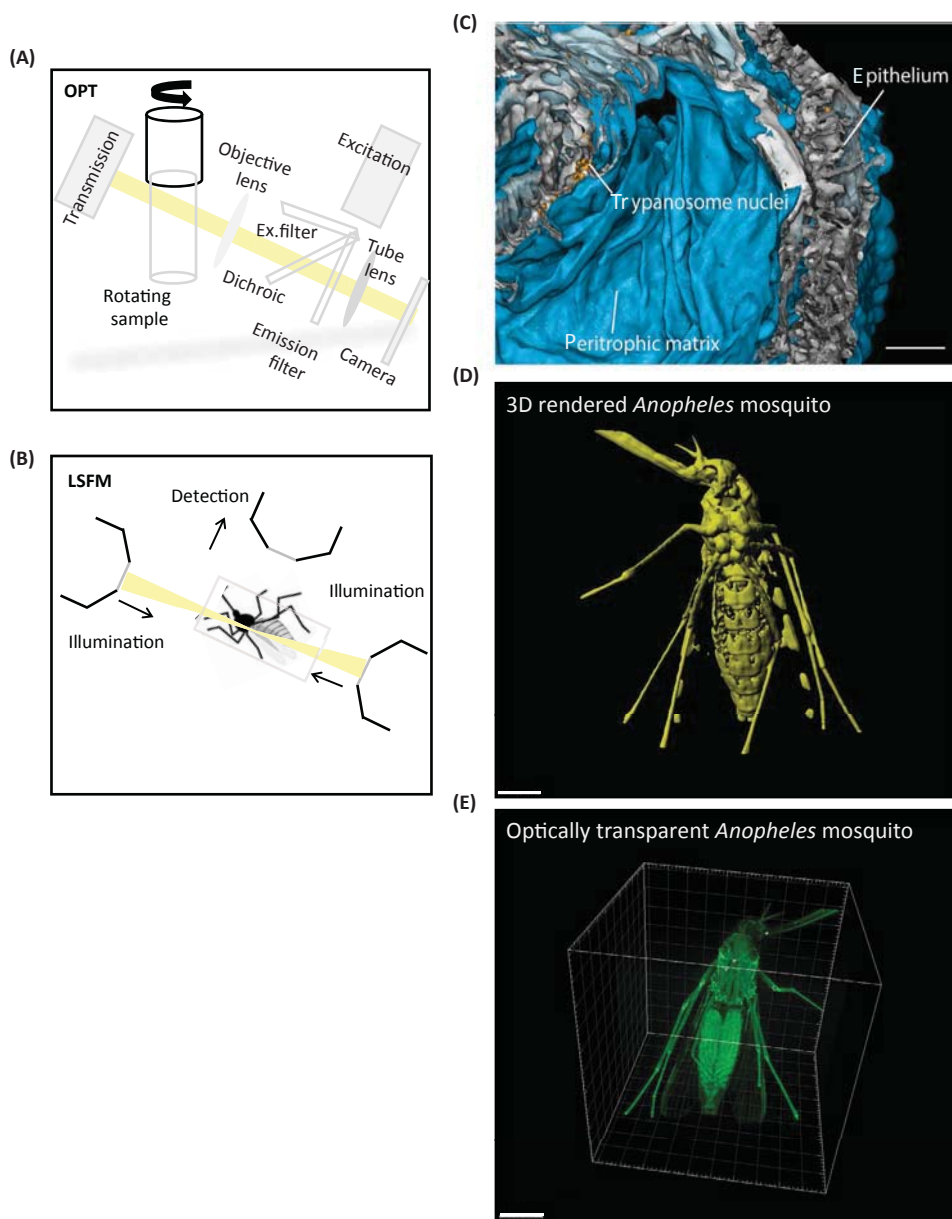 (A)
OPT
Transmission
Objective
lens
Excitation
Ex.filter
Tube
lens
Dichroic
Rotating
sample
Emission
filter
Camera
(B)
LSFM
Detection
Illumination
Illumination
(C)
Epithelium
Trypanosome nuclei
Peritrophic matrix
(D)
3D rendered Anopheles mosquito
(E)
Optically transparent Anopheles mosquito